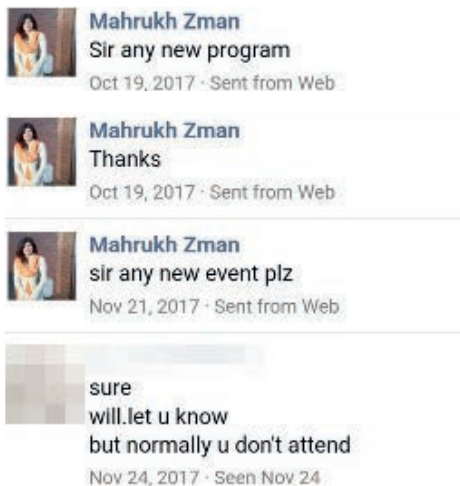 Mahrukh Zman
Sir any new program
Oct 19, 2017 · Sent from Web
Mahrukh Zman
Thanks
Oct 19, 2017 · Sent from Web
Mahrukh Zman
sir any new event plz
Nov 21, 2017 · Sent from Web
sure
will.let u know
but normally u don't attend
Nov 24, 2017 · Seen Nov 24